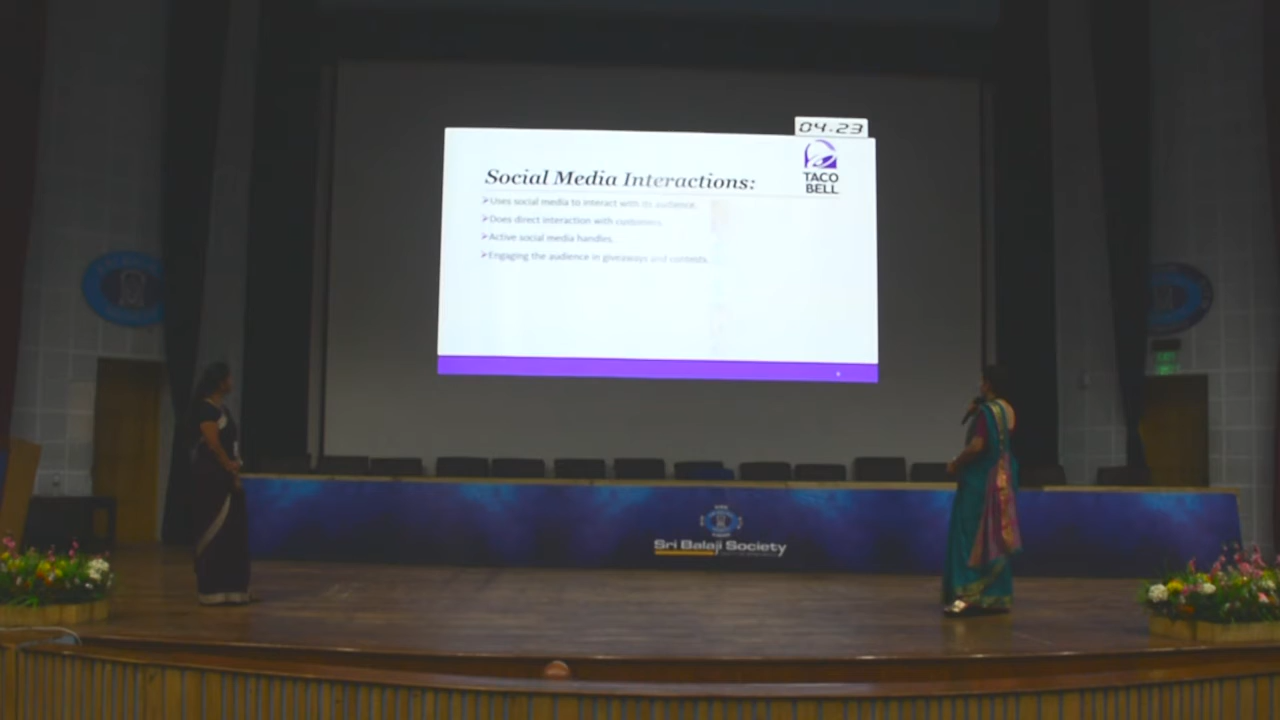 04:23
TACO
BELL
Social Media Interactions:
➢Uses social media to interact with its audience.
➢Does direct interaction with customers.
➢Active social media handles.
➢Engaging the audience in giveaways and contests.
Sri Balaji Society